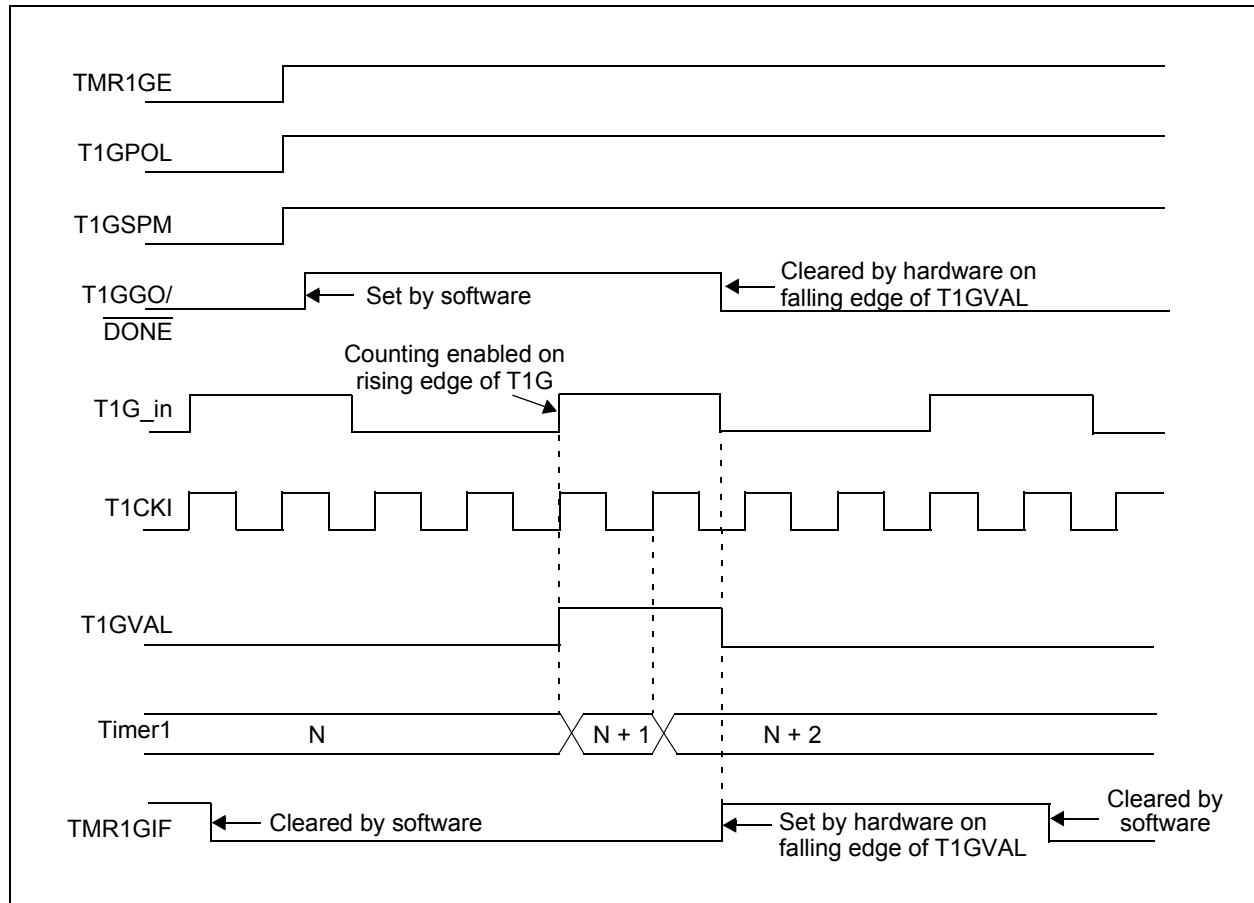 TMR1GE
T1GPOL
T1GSPM
T1GGO/
DONE
Set by software
Cleared by hardware on
falling edge of T1GVAL
Counting enabled on
rising edge of T1G
T1G_in
T1CKI
T1GVAL
Timer1
N
N + 1
N + 2
TMR1GIF
Cleared by software
Set by hardware on
falling edge of T1GVAL
Cleared by
software